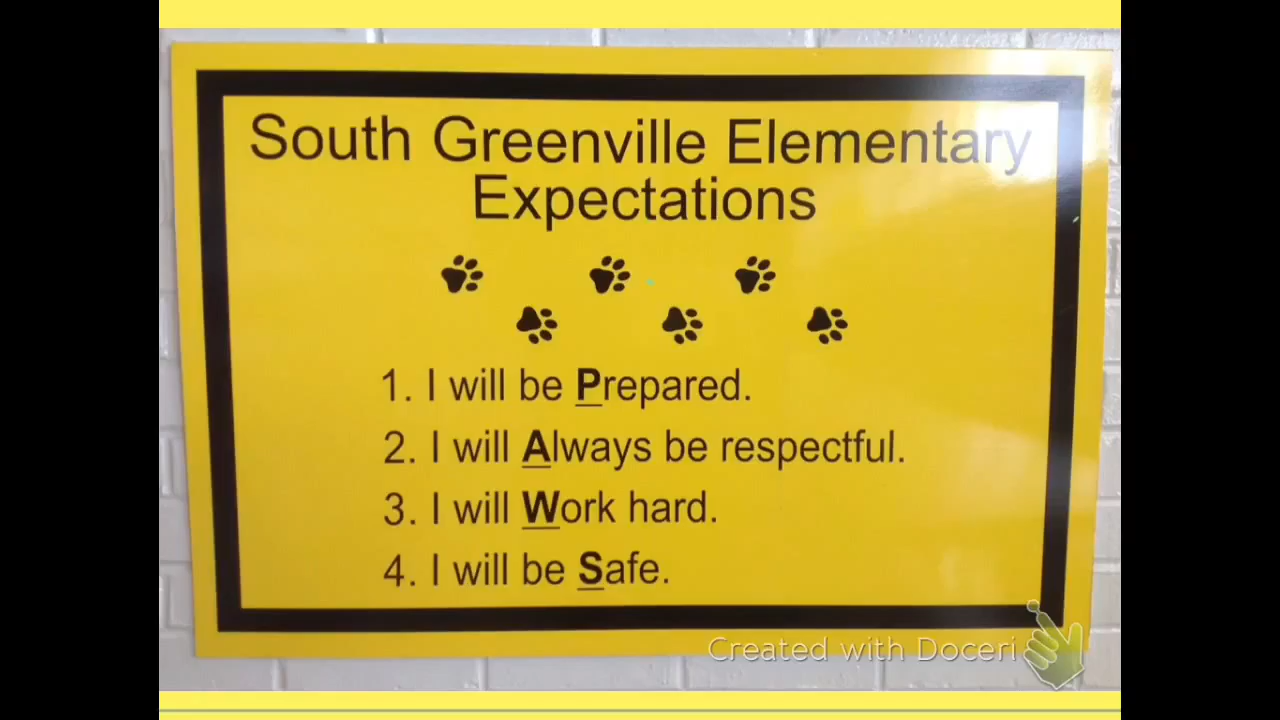 South Greenville Elementary
Expectations
1. I will be Prepared.
2. I will Always be respectful.
3. I will Work hard.
4. I will be Safe.
Created with Doceri